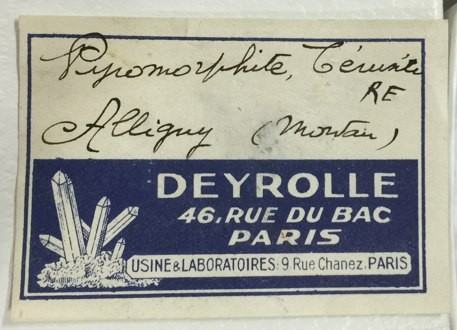 Pyromorphite, Cérusite
RE
Alligny (Morvan)
DEYROLLE
46, RUE DU BAC
PARIS
USINE & LABORATOIRES: 9. Rue Chanez. PARIS